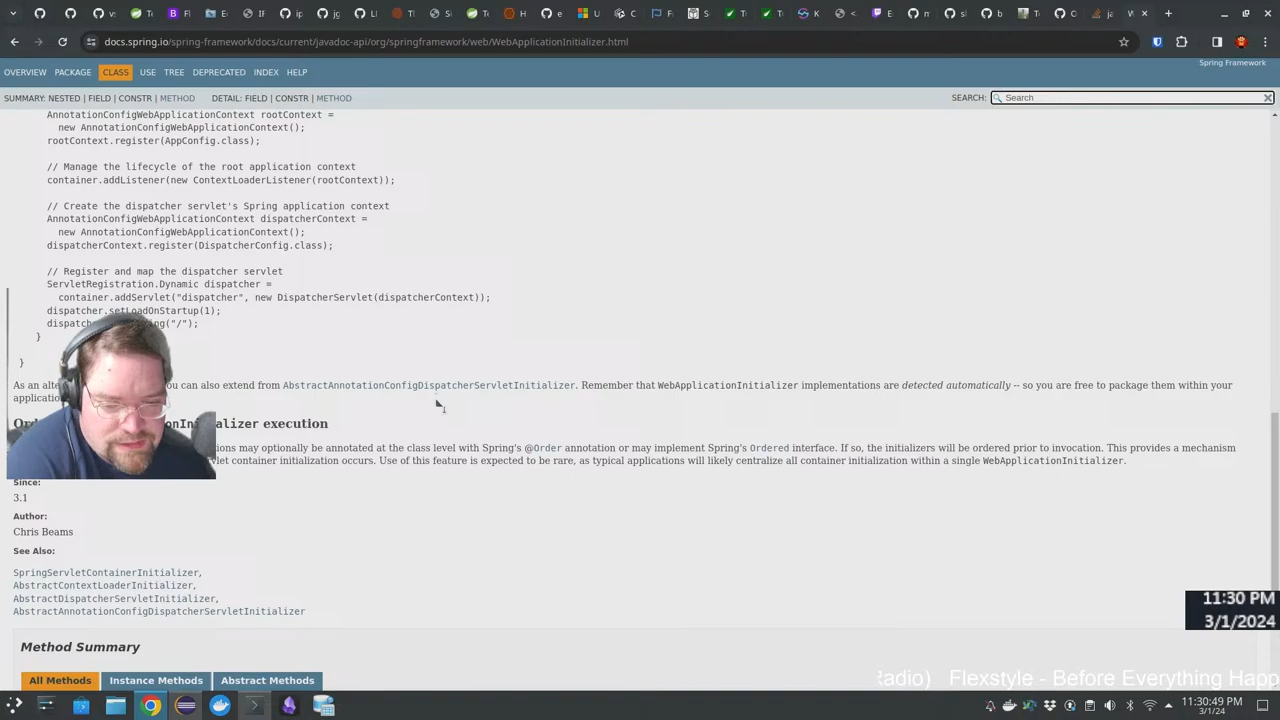 docs.spring.io/spring-framework/docs/current/javadoc-api/org/springframework/web/WebApplicationInitializer.html
Spring Framework
OVERVIEW PACKAGE CLASS USE TREE DEPRECATED INDEX HELP
SUMMARY: NESTED | FIELD | CONSTR | METHOD DETAIL: FIELD | CONSTR | METHOD SEARCH: Search
AnnotationConfigWebApplicationContext rootContext =
new AnnotationConfigWebApplicationContext();
rootContext.register(AppConfig.class);
// Manage the lifecycle of the root application context
container.addListener(new ContextLoaderListener(rootContext));
// Create the dispatcher servlet's Spring application context
AnnotationConfigWebApplicationContext dispatcherContext =
new AnnotationConfigWebApplicationContext();
dispatcherContext.register(DispatcherConfig.class);
// Register and map the dispatcher servlet
ServletRegistration.Dynamic dispatcher =
container.addServlet("dispatcher", new DispatcherServlet(dispatcherContext));
dispatcher.setLoadOnStartup(1);
("/");
}
}
As an you can also extend from AbstractAnnotationConfigDispatcherServletInitializer. Remember that WebApplicationInitializer implementations are detected automatically -- so you are free to package them within your
execution
may optionally be annotated at the class level with Spring's @Order annotation or may implement Spring's Ordered interface. If so, the initializers will be ordered prior to invocation. This provides a mechanism
container initialization occurs. Use of this feature is expected to be rare, as typical applications will likely centralize all container initialization within a single WebApplicationInitializer.
Since:
3.1
Author:
Chris Beams
See Also:
SpringServletContainerInitializer,
AbstractContextLoaderInitializer,
AbstractDispatcherServletInitializer,
AbstractAnnotationConfigDispatcherServletInitializer
11:30 PM
3/1/2024
Method Summary
All Methods Instance Methods Abstract Methods
Flexstyle - Before Everything
11:30:49 PM
3/1/24